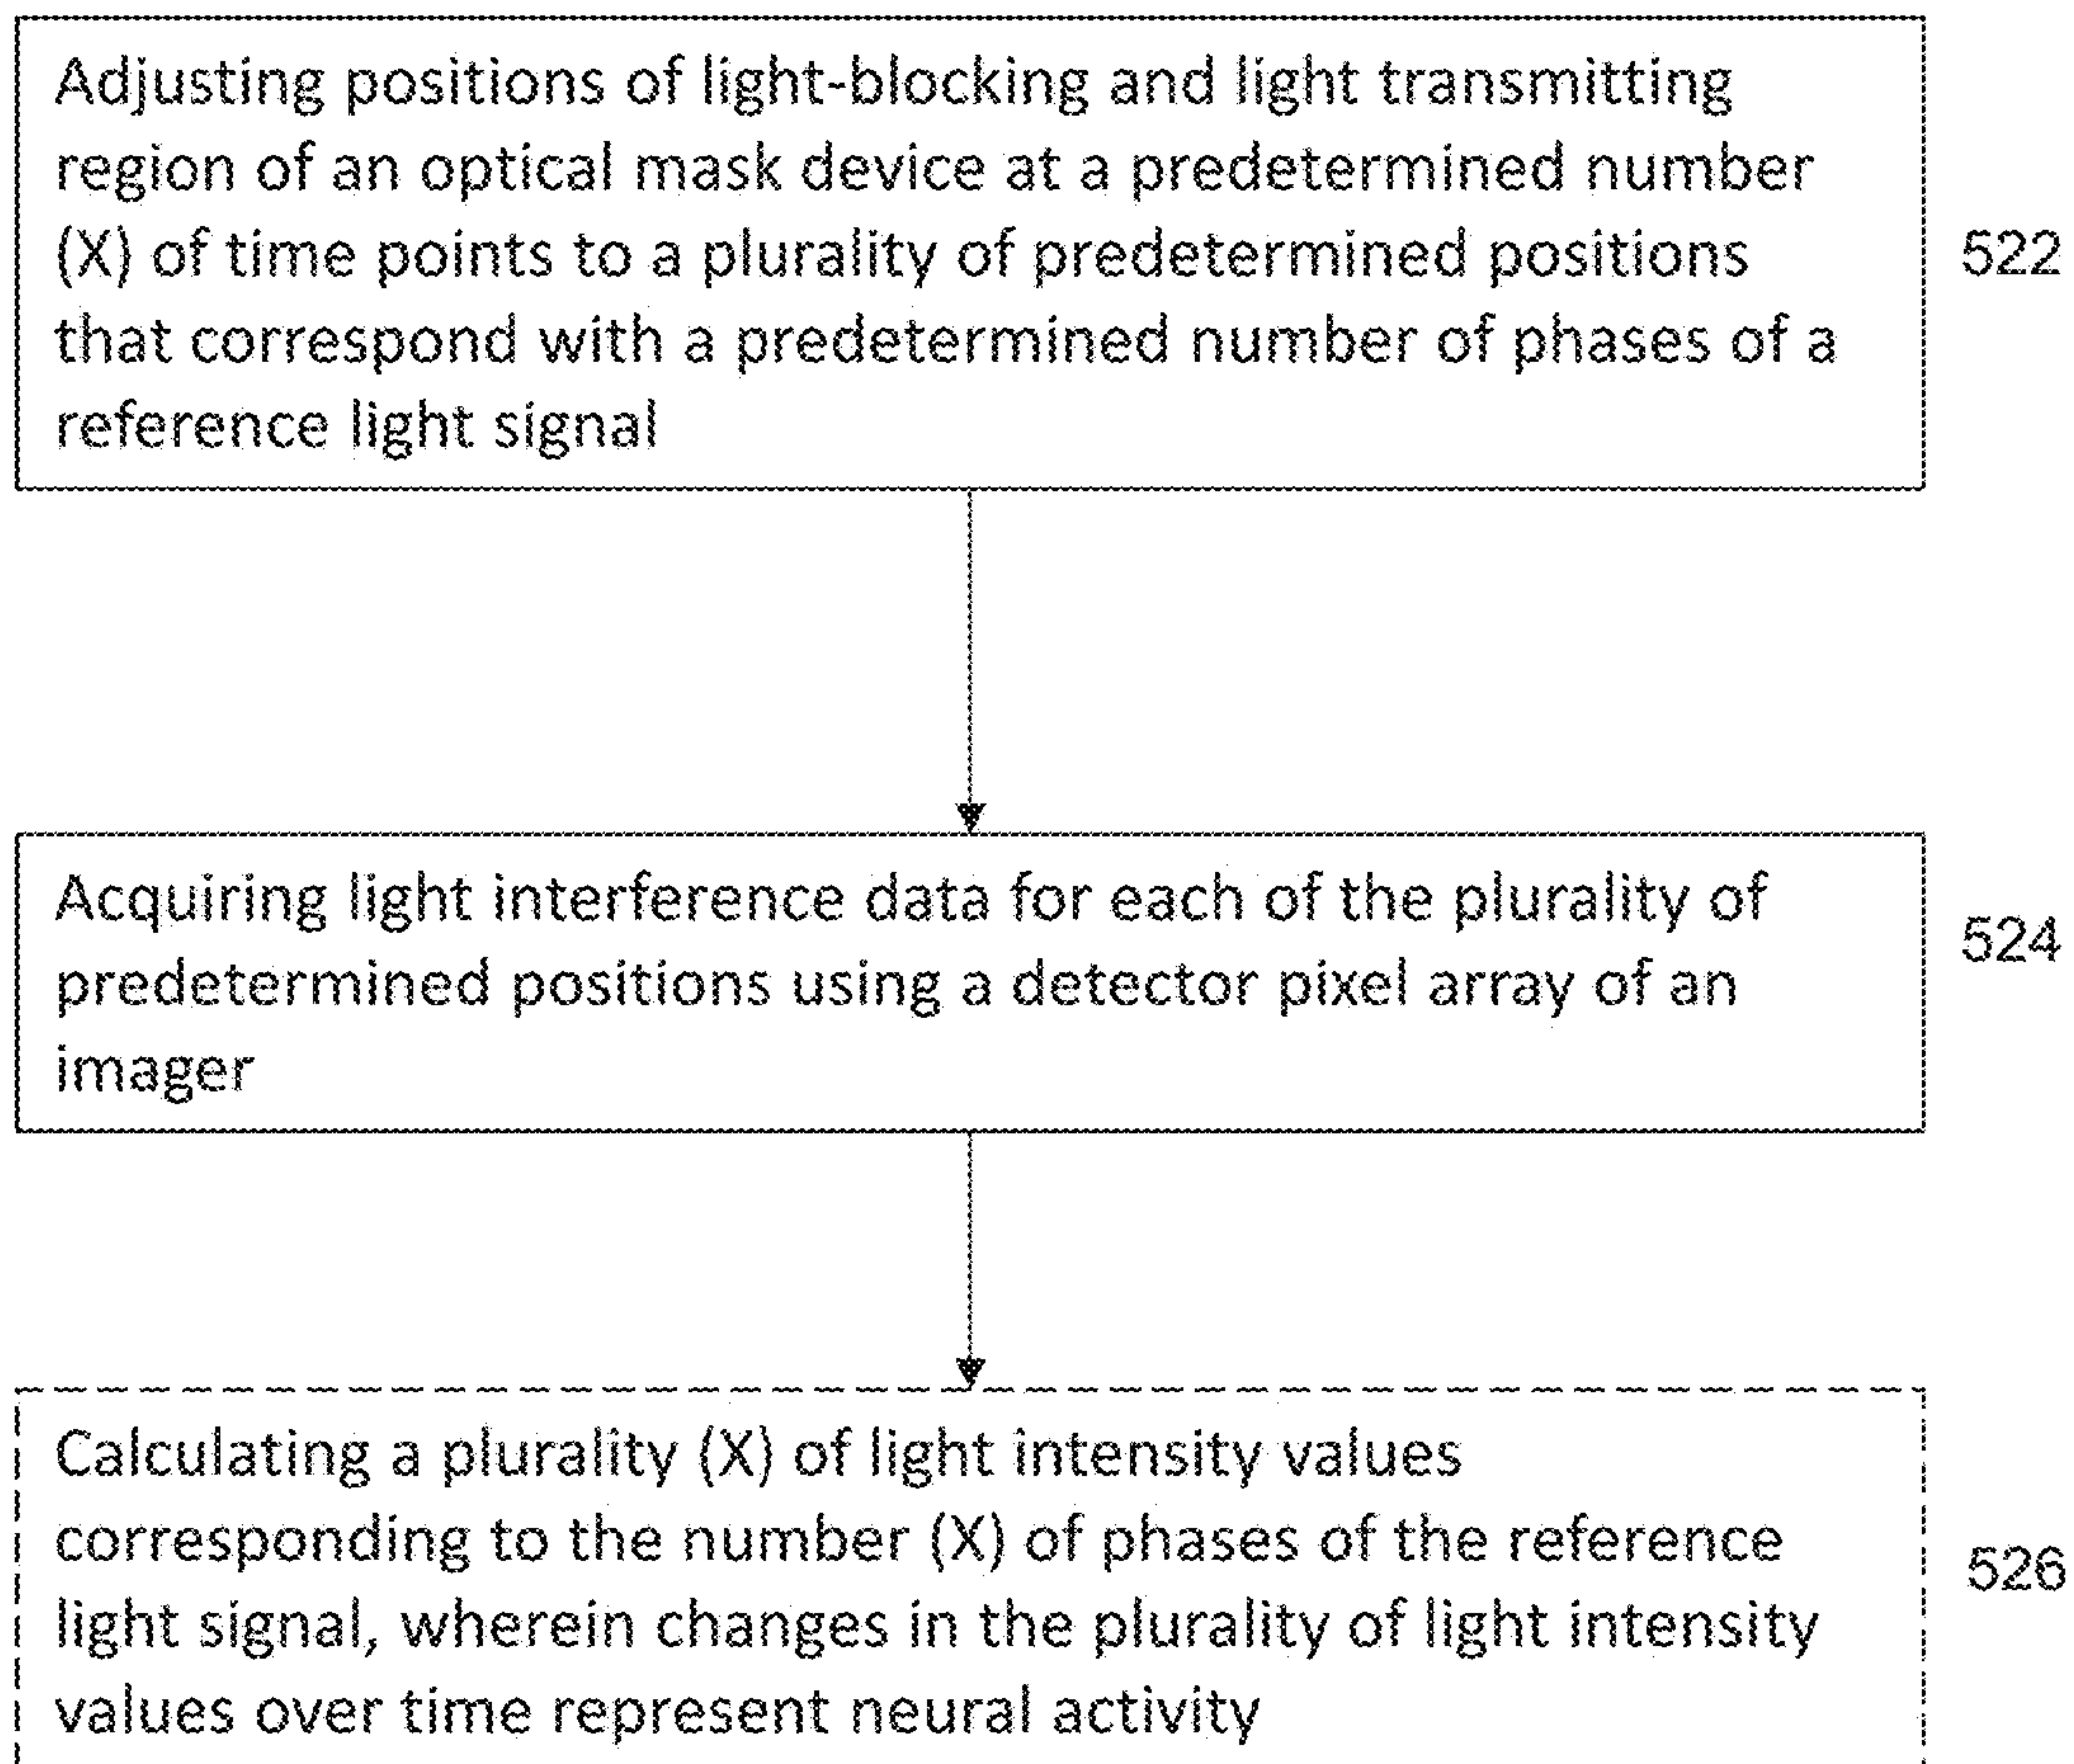 Adjusting positions of light-blocking and light transmitting
region of an optical mask device at a predetermined number
(X) of time points to a plurality of predetermined positions
that correspond with a predetermined number of phases of a
reference light signal
522
Acquiring light interference data for each of the plurality of
predetermined positions using a detector pixel array of an
imager
524
Calculating a plurality (X) of light intensity values
corresponding to the number (X) of phases of the reference
light signal, wherein changes in the plurality of light intensity
values over time represent neural activity
526